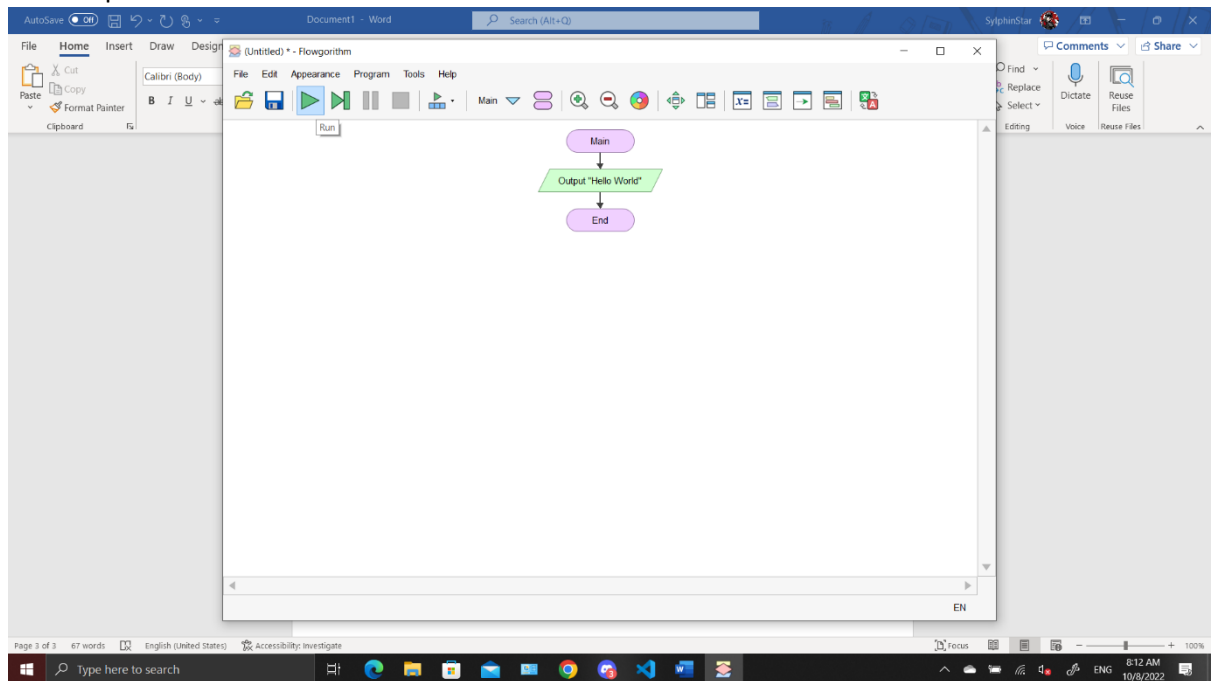 AutoSave Off Document1 - Word Search (Alt+Q) SylphinStar
File Home Insert Draw Design Comments Share
Cut
Copy
Paste
Format Painter
Clipboard
Calibri (Body)
B I U ab
(Untitled) * - Flowgorithm
File Edit Appearance Program Tools Help
Main
Run
Main
Output "Hello World"
End
EN
Find
Replace
Select
Editing
Dictate
Voice
Reuse
Files
Reuse Files
Page 3 of 3 67 words English (United States) Accessibility: Investigate Focus 100%
Type here to search ENG 8:12 AM
10/8/2022